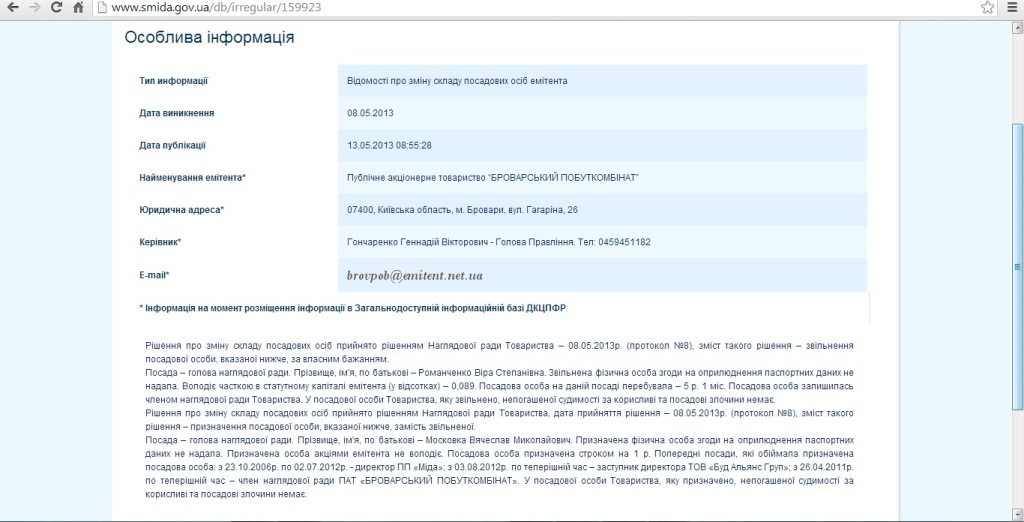 www.smida.gov.ua/db/irregular/159923
Особлива інформація
Тип інформації Відомості про зміну складу посадових осіб емітента
Дата виникнення 08.05.2013
Дата публікації 13.05.2013 08:55:28
Найменування емітента* Публічне акціонерне товариство "БРОВАРСЬКИЙ ПОБУТКОМБІНАТ"
Юридична адреса* 07400, Київська область, м. Бровари, вул. Гагаріна, 26
Керівник* Гончаренко Геннадій Вікторович - Голова Правління. Тел: 0459451182
E-mail* brovpob@emitent.net.ua
* Інформація на момент розміщення інформації в Загальнодоступній інформаційній базі ДКЦПФР
Рішення про зміну складу посадових осіб прийнято рішенням Наглядової ради Товариства – 08.05.2013р. (протокол №8), зміст такого рішення – звільнення
посадової особи, вказаної нижче, за власним бажанням.
Посада – голова наглядової ради. Прізвище, ім'я, по батькові – Романченко Віра Степанівна. Звільнена фізична особа згоди на оприлюднення паспортних даних не
надала. Володіє часткою в статутному капіталі емітента (у відсотках) – 0,089. Посадова особа на даній посаді перебувала – 5 р. 1 міс. Посадова особа залишилась
членом наглядової ради Товариства. У посадової особи Товариства, яку звільнено, непогашеної судимості за корисливі та посадові злочини немає.
Рішення про зміну складу посадових осіб прийнято рішенням Наглядової ради Товариства, дата прийняття рішення – 08.05.2013р. (протокол №8), зміст такого
рішення – призначення посадової особи, вказаної нижче, замість звільненої.
Посада – голова наглядової ради. Прізвище, ім'я, по батькові – Московка Вячеслав Миколайович. Призначена фізична особа згоди на оприлюднення паспортних
даних не надала. Призначена особа акціями емітента не володіє. Посадова особа призначена строком на 1 р. Попередні посади, які обіймала призначена
посадова особа: з 23.10.2006р. по 02.07.2012р. - директор ПП «Міда»; з 03.08.2012р. по теперішній час – заступник директора ТОВ «Буд Альянс Груп»; з 26.04.2011р.
по теперішній час – член наглядової ради ПАТ «БРОВАРСЬКИЙ ПОБУТКОМБІНАТ». У посадової особи Товариства, яку призначено, непогашеної судимості за
корисливі та посадові злочини немає.